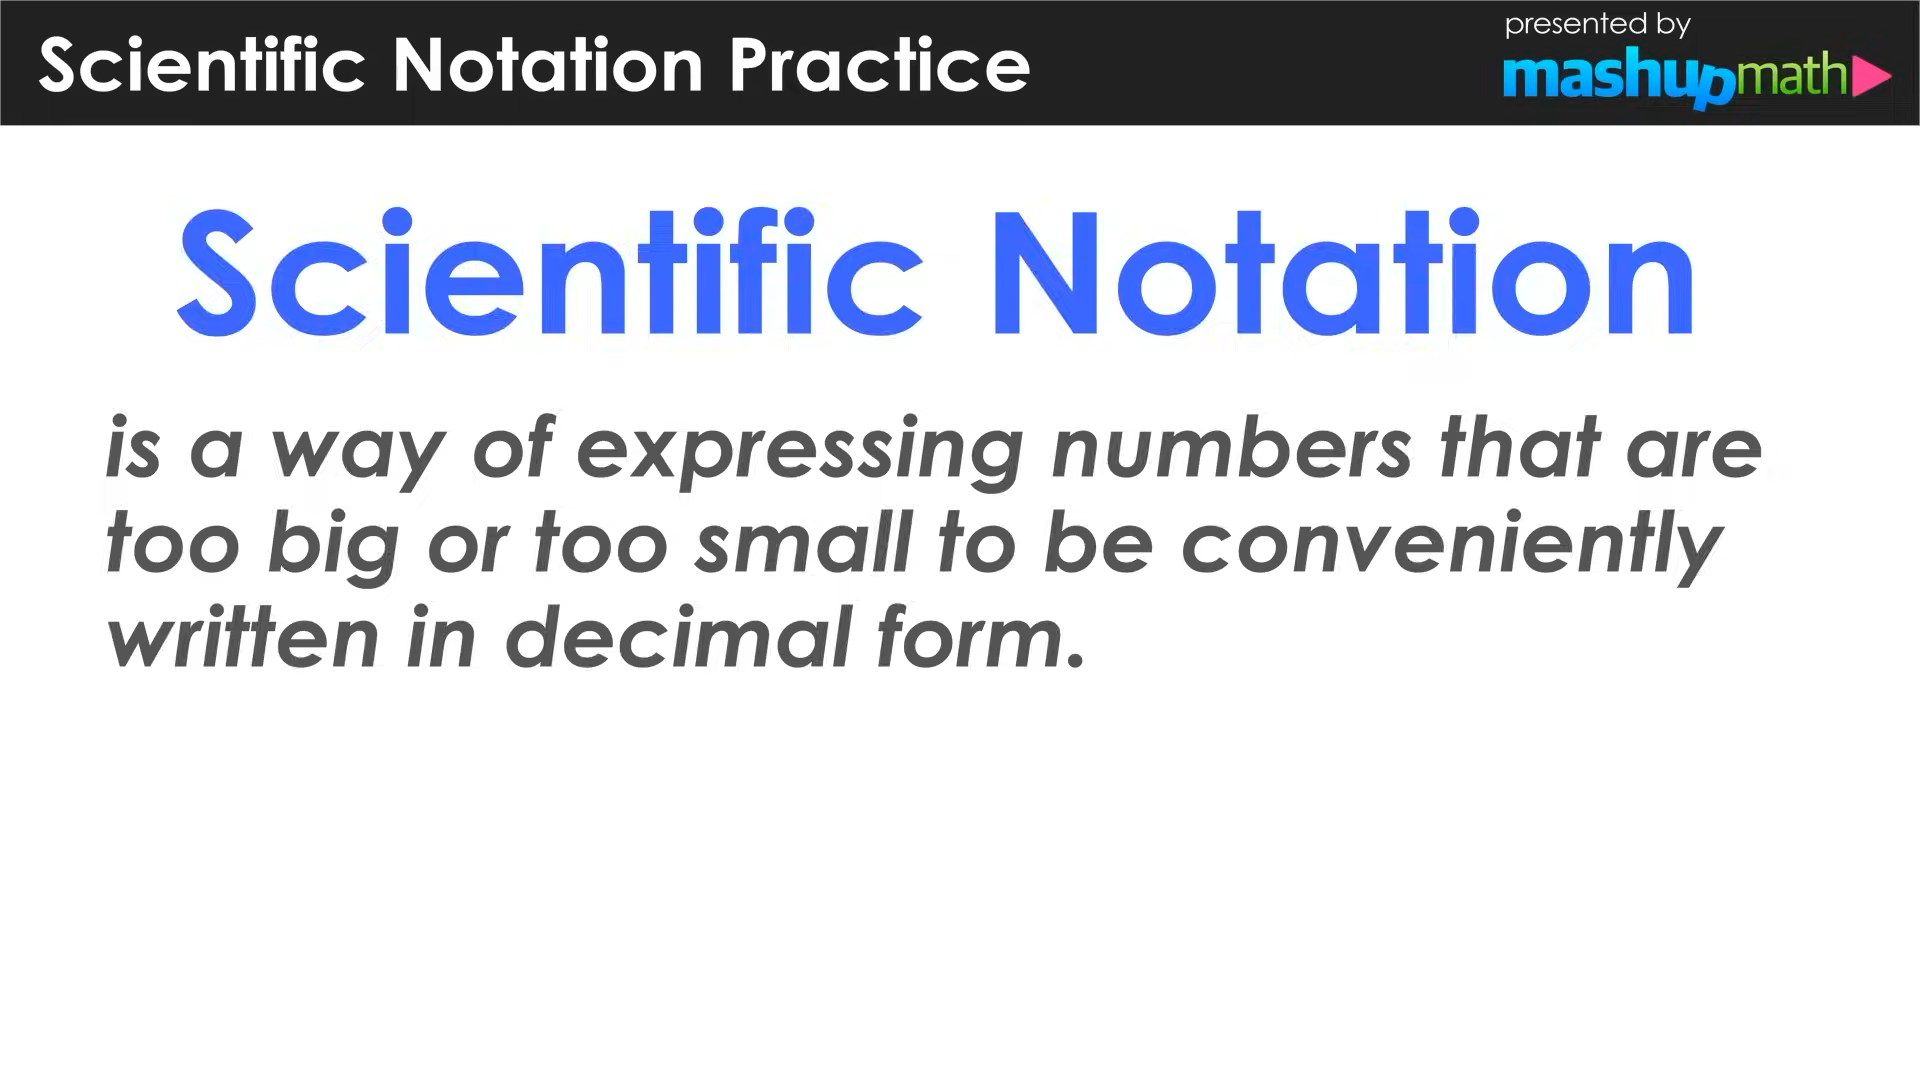 Scientific Notation Practice
presented by
mashupmath
Scientific Notation
is a way of expressing numbers that are
too big or too small to be conveniently
written in decimal form.